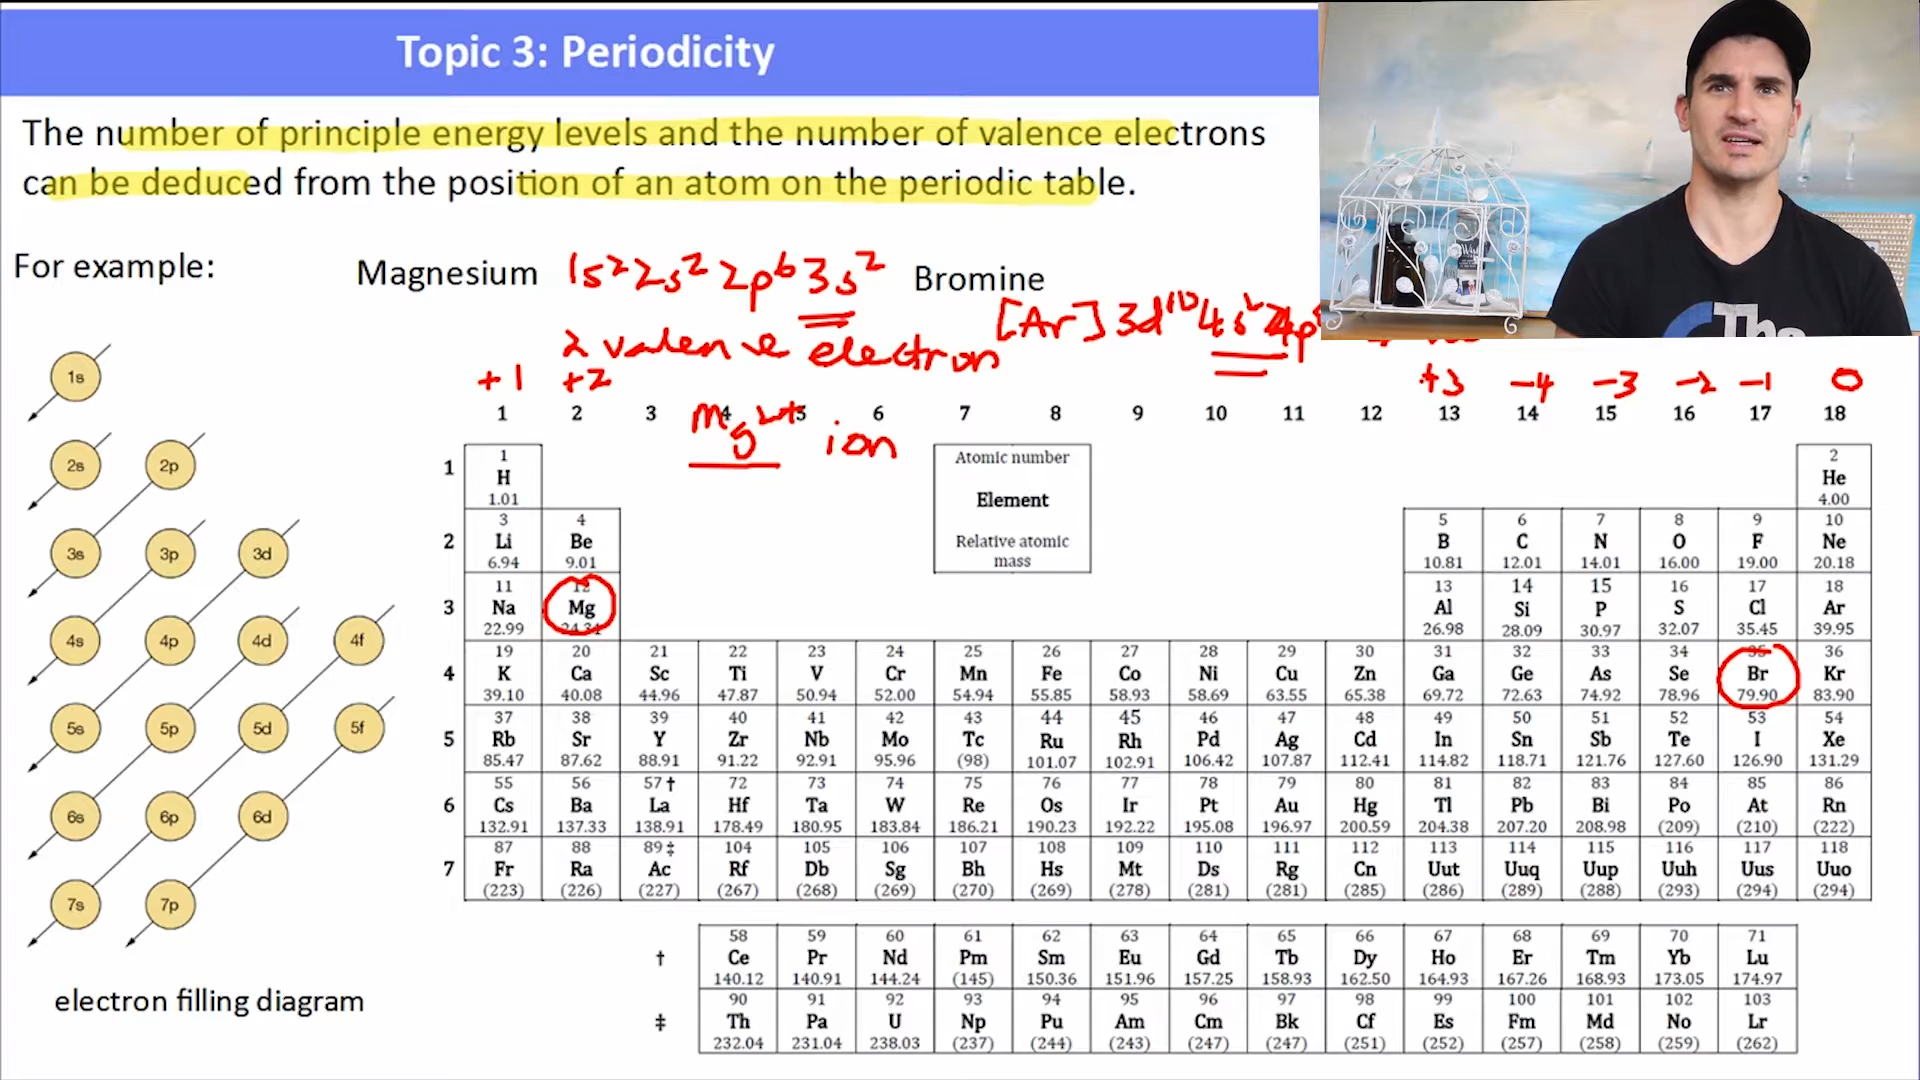 Topic 3: Periodicity
The number of principle energy levels and the number of valence electrons
can be deduced from the position of an atom on the periodic table.
For example:
Magnesium 1s² 2s² 2p⁶ 3s²
2 valence electron
Bromine
[Ar] 3d¹⁰ 4s² 4p
The
+1 +2 +3 -4 -3 -2 -1 0
1 2 3 4 5 6 7 8 9 10 11 12 13 14 15 16 17 18
Mg²⁺ ion
1s
2s 2p
3s 3p 3d
4s 4p 4d 4f
5s 5p 5d 5f
6s 6p 6d
7s 7p
electron filling diagram
Atomic number
Element
Relative atomic
mass
1 2
1 H He
1.01 4.00
3 4 5 6 7 8 9 10
2 Li Be B C N O F Ne
6.94 9.01 10.81 12.01 14.01 16.00 19.00 20.18
11 12 13 14 15 16 17 18
3 Na Mg Al Si P S Cl Ar
22.99 24.31 26.98 28.09 30.97 32.07 35.45 39.95
19 20 21 22 23 24 25 26 27 28 29 30 31 32 33 34 35 36
4 K Ca Sc Ti V Cr Mn Fe Co Ni Cu Zn Ga Ge As Se Br Kr
39.10 40.08 44.96 47.87 50.94 52.00 54.94 55.85 58.93 58.69 63.55 65.38 69.72 72.63 74.92 78.96 79.90 83.90
37 38 39 40 41 42 43 44 45 46 47 48 49 50 51 52 53 54
5 Rb Sr Y Zr Nb Mo Tc Ru Rh Pd Ag Cd In Sn Sb Te I Xe
85.47 87.62 88.91 91.22 92.91 95.96 (98) 101.07 102.91 106.42 107.87 112.41 114.82 118.71 121.76 127.60 126.90 131.29
55 56 57 † 72 73 74 75 76 77 78 79 80 81 82 83 84 85 86
6 Cs Ba La Hf Ta W Re Os Ir Pt Au Hg Tl Pb Bi Po At Rn
132.91 137.33 138.91 178.49 180.95 183.84 186.21 190.23 192.22 195.08 196.97 200.59 204.38 207.20 208.98 (209) (210) (222)
87 88 89 ‡ 104 105 106 107 108 109 110 111 112 113 114 115 116 117 118
7 Fr Ra Ac Rf Db Sg Bh Hs Mt Ds Rg Cn Uut Uuq Uup Uuh Uus Uuo
(223) (226) (227) (267) (268) (269) (270) (269) (278) (281) (281) (285) (286) (289) (288) (293) (294) (294)
58 59 60 61 62 63 64 65 66 67 68 69 70 71
† Ce Pr Nd Pm Sm Eu Gd Tb Dy Ho Er Tm Yb Lu
140.12 140.91 144.24 (145) 150.36 151.96 157.25 158.93 162.50 164.93 167.26 168.93 173.05 174.97
90 91 92 93 94 95 96 97 98 99 100 101 102 103
‡ Th Pa U Np Pu Am Cm Bk Cf Es Fm Md No Lr
232.04 231.04 238.03 (237) (244) (243) (247) (247) (251) (252) (257) (258) (259) (262)